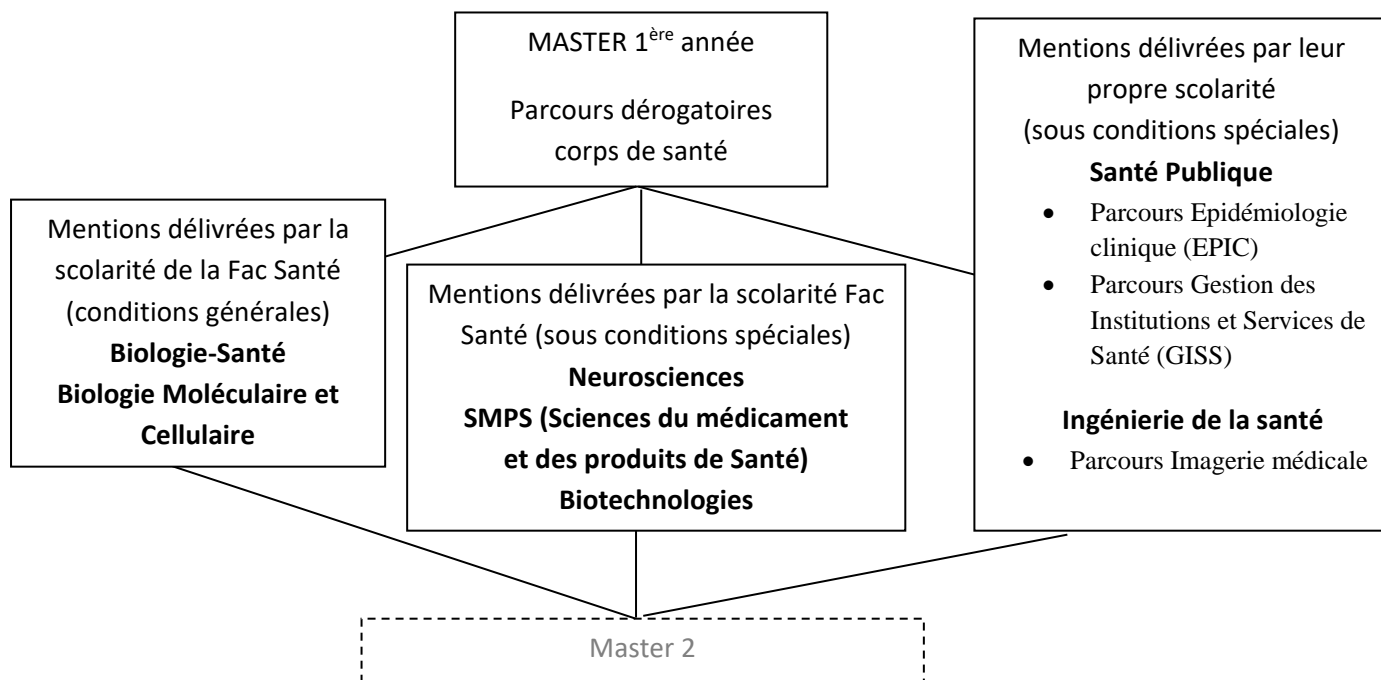 MASTER 1ère année
Parcours dérogatoires
corps de santé
Mentions délivrées par la
scolarité de la Fac Santé
(conditions générales)
Biologie-Santé
Biologie Moléculaire et
Cellulaire
Mentions délivrées par la scolarité Fac
Santé (sous conditions spéciales)
Neurosciences
SMPS (Sciences du médicament
et des produits de Santé)
Biotechnologies
Mentions délivrées par leur
propre scolarité
(sous conditions spéciales)
Santé Publique
• Parcours Epidémiologie
clinique (EPIC)
• Parcours Gestion des
Institutions et Services de
Santé (GISS)
Ingénierie de la santé
• Parcours Imagerie médicale
Master 2